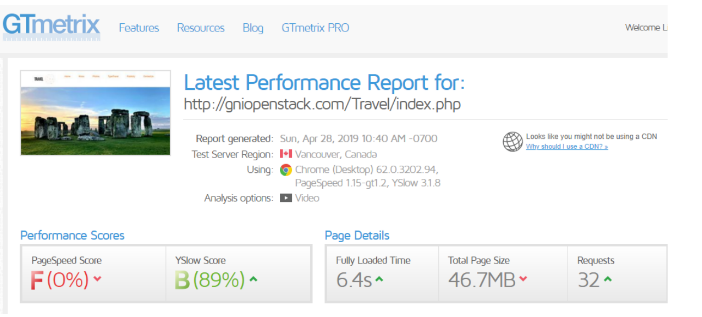 GTmetrix Features Resources Blog GTmetrix PRO Welcome L
Latest Performance Report for:
http://gniopenstack.com/Travel/index.php
Report generated: Sun, Apr 28, 2019 10:40 AM -0700
Test Server Region: Vancouver, Canada
Using: Chrome (Desktop) 62.0.3202.94,
PageSpeed 1.15-gt1.2, YSlow 3.1.8
Analysis options: Video
Looks like you might not be using a CDN
Why should I use a CDN? »
Performance Scores
PageSpeed Score YSlow Score
F (0%) B (89%)
Page Details
Fully Loaded Time Total Page Size Requests
6.4s 46.7MB 32